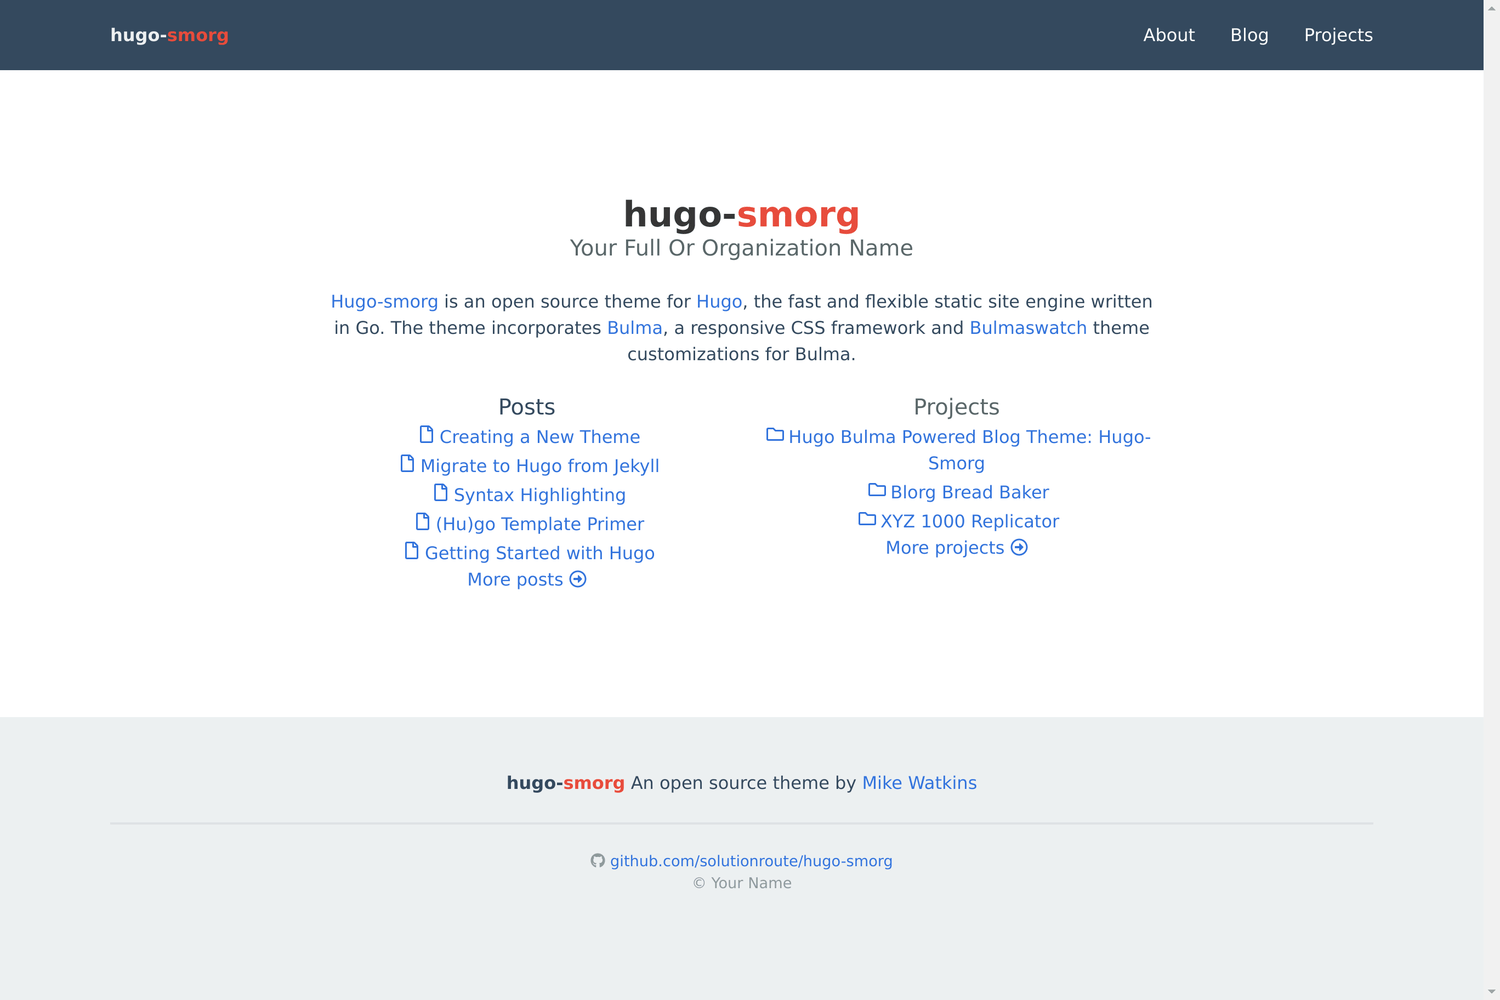 hugo-smorg
About Blog Projects
hugo-smorg
Your Full Or Organization Name
Hugo-smorg is an open source theme for Hugo, the fast and flexible static site engine written
in Go. The theme incorporates Bulma, a responsive CSS framework and Bulmaswatch theme
customizations for Bulma.
Posts
Creating a New Theme
Migrate to Hugo from Jekyll
Syntax Highlighting
(Hu)go Template Primer
Getting Started with Hugo
More posts
Projects
Hugo Bulma Powered Blog Theme: Hugo-
Smorg
Blorg Bread Baker
XYZ 1000 Replicator
More projects
hugo-smorg An open source theme by Mike Watkins
github.com/solutionroute/hugo-smorg
© Your Name